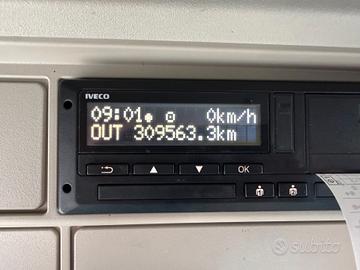 IVECO
09:01 0km/h
OUT 309563.3km
OK
subito